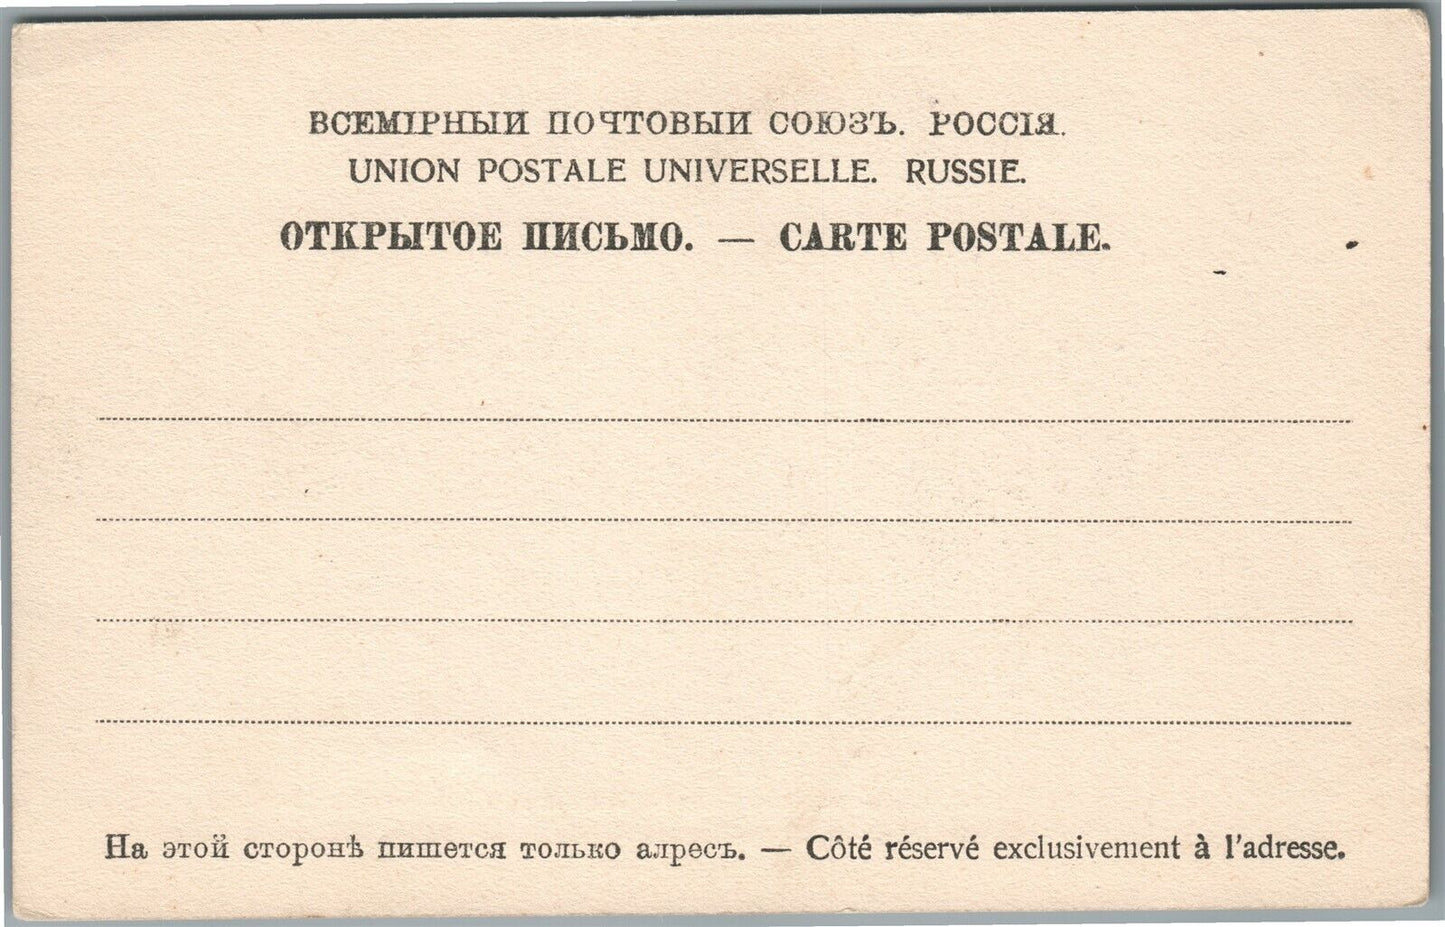 ВСЕМІРНЫЙ ПОЧТОВЫЙ СОЮЗЪ. РОССІЯ.
UNION POSTALE UNIVERSELLE. RUSSIE.
ОТКРЫТОЕ ПИСЬМО. — CARTE POSTALE.
На этой сторонѣ пишется только адресъ. — Côté réservé exclusivement à l'adresse.